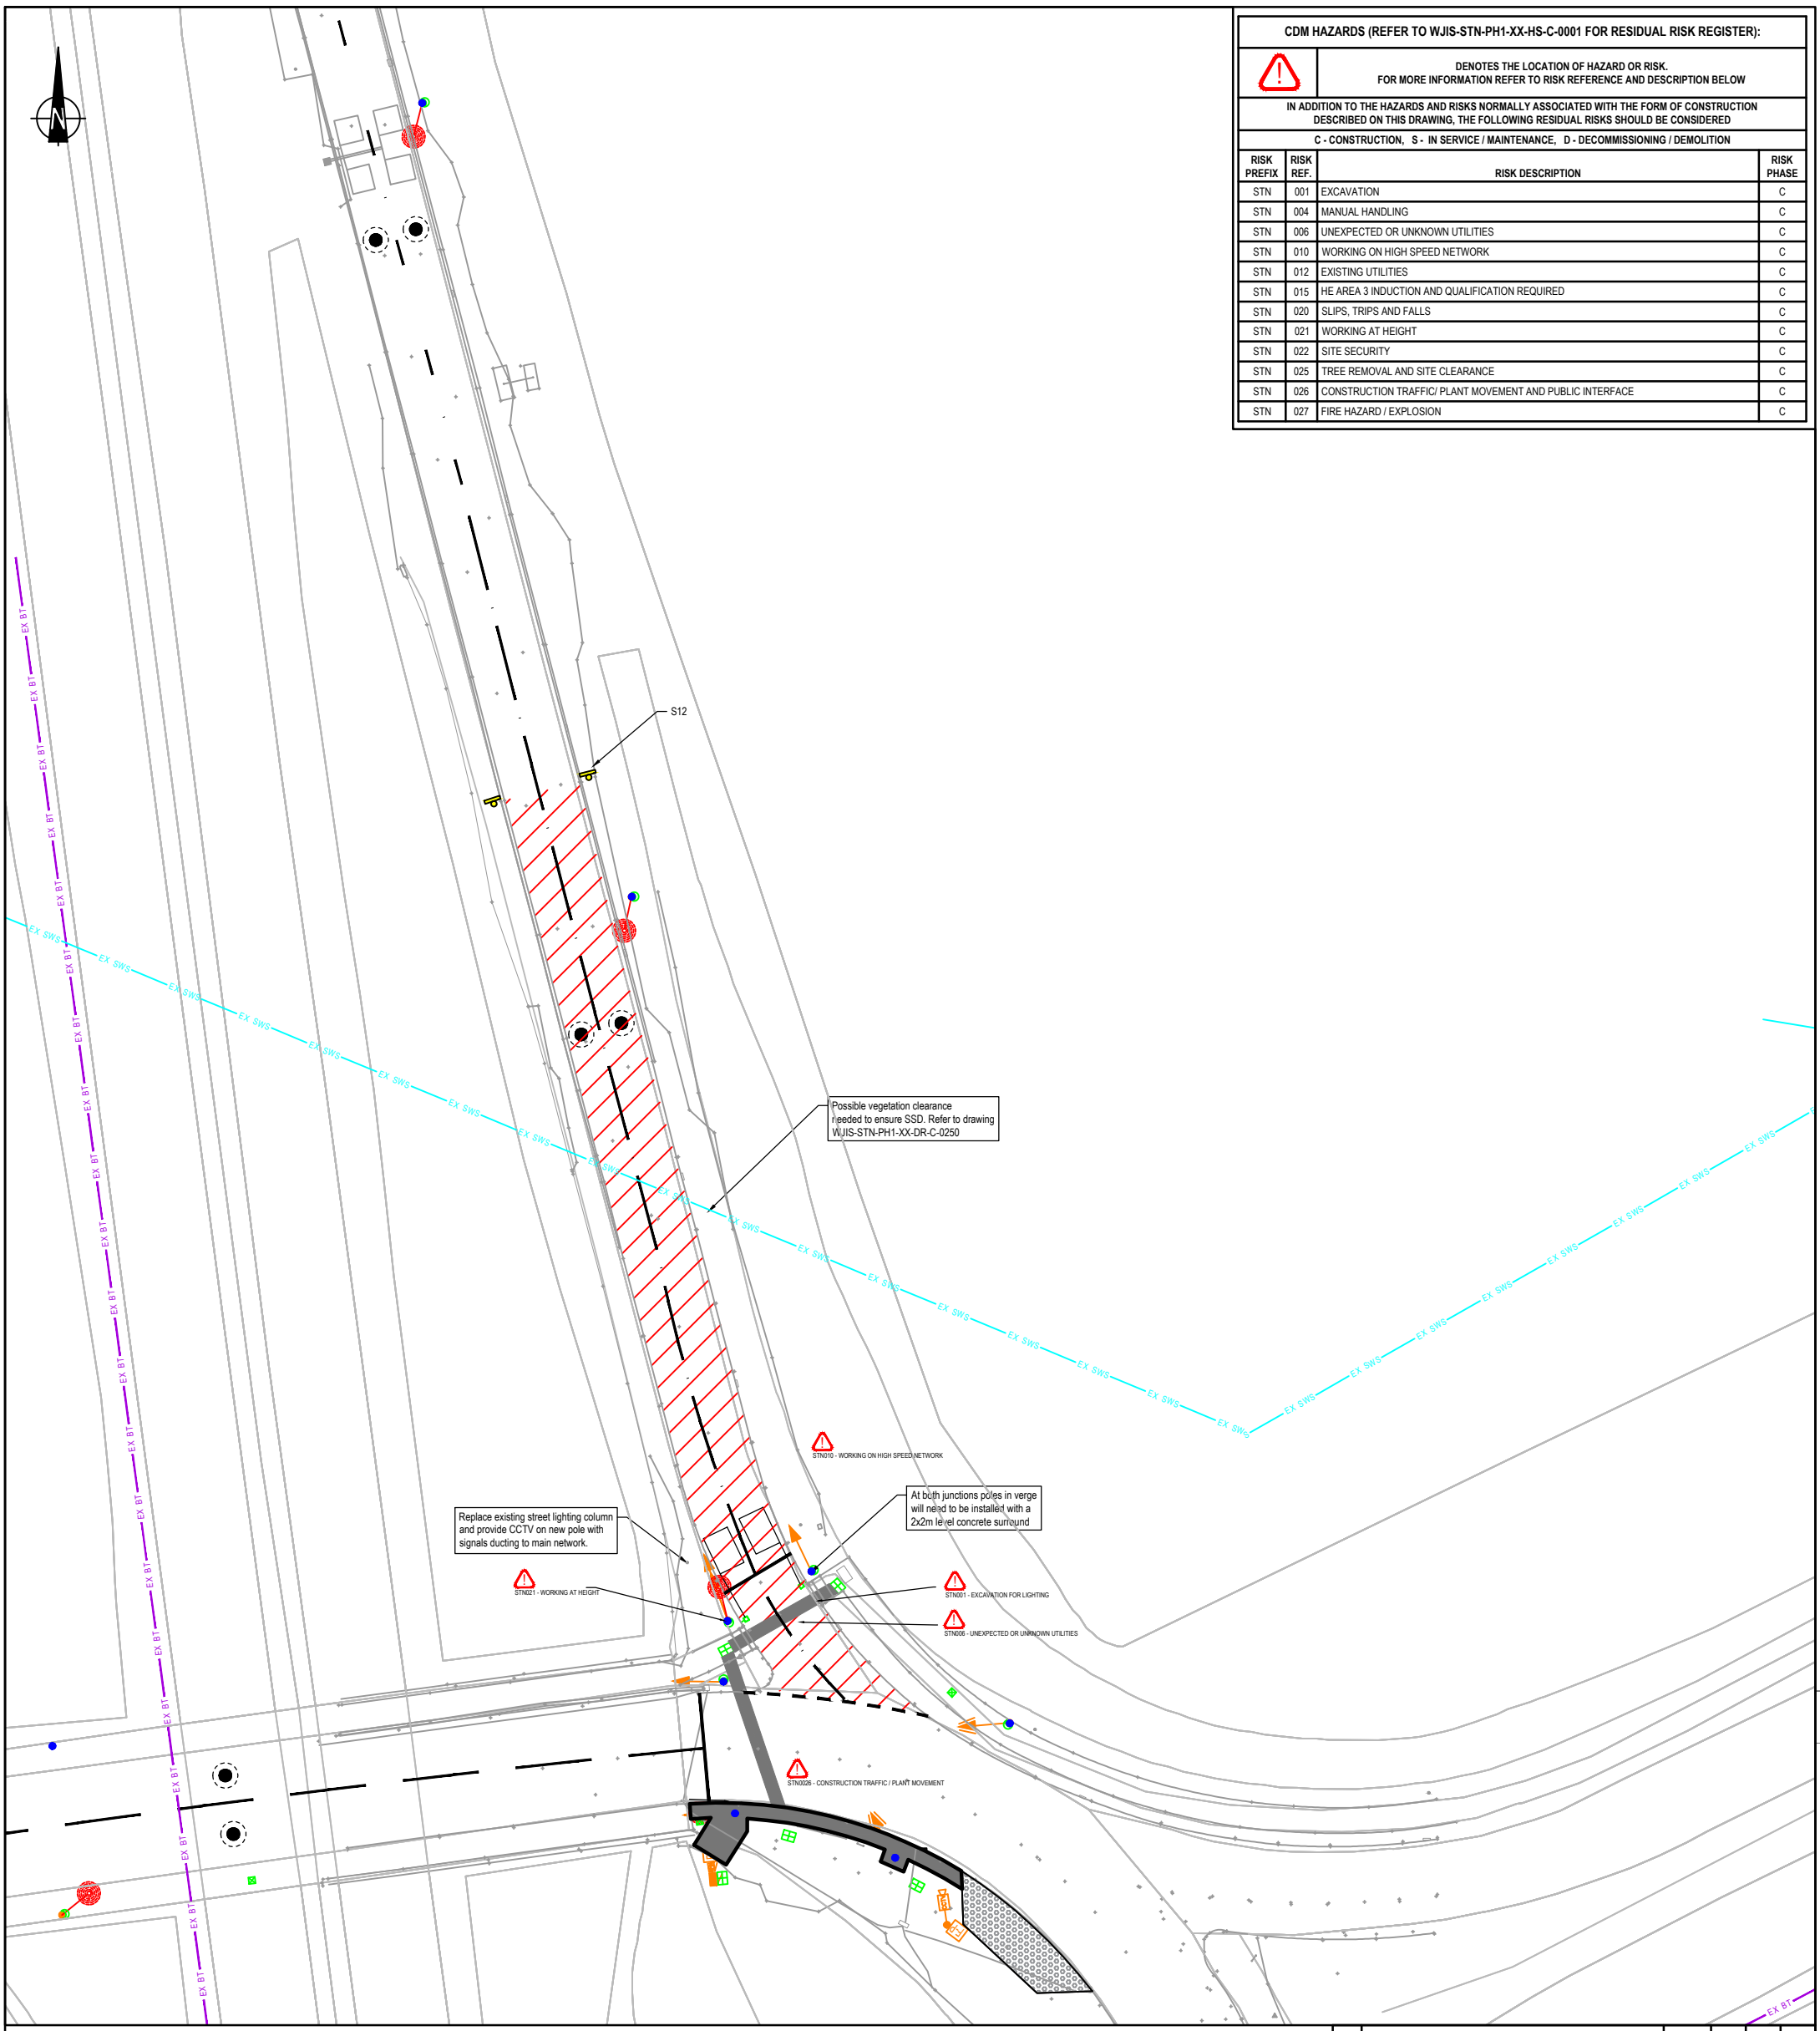 CDM HAZARDS (REFER TO WJIS-STN-PH1-XX-HS-C-0001 FOR RESIDUAL RISK REGISTER):
DENOTES THE LOCATION OF HAZARD OR RISK.
FOR MORE INFORMATION REFER TO RISK REFERENCE AND DESCRIPTION BELOW
IN ADDITION TO THE HAZARDS AND RISKS NORMALLY ASSOCIATED WITH THE FORM OF CONSTRUCTION
DESCRIBED ON THIS DRAWING, THE FOLLOWING RESIDUAL RISKS SHOULD BE CONSIDERED
C - CONSTRUCTION, S - IN SERVICE / MAINTENANCE, D - DECOMMISSIONING / DEMOLITION
RISK PREFIX RISK REF. RISK DESCRIPTION RISK PHASE
STN 001 EXCAVATION C
STN 004 MANUAL HANDLING C
STN 006 UNEXPECTED OR UNKNOWN UTILITIES C
STN 010 WORKING ON HIGH SPEED NETWORK C
STN 012 EXISTING UTILITIES C
STN 015 HE AREA 3 INDUCTION AND QUALIFICATION REQUIRED C
STN 020 SLIPS, TRIPS AND FALLS C
STN 021 WORKING AT HEIGHT C
STN 022 SITE SECURITY C
STN 025 TREE REMOVAL AND SITE CLEARANCE C
STN 026 CONSTRUCTION TRAFFIC/ PLANT MOVEMENT AND PUBLIC INTERFACE C
STN 027 FIRE HAZARD / EXPLOSION C
N
S12
EX BT
EX SWS
Possible vegetation clearance
needed to ensure SSD. Refer to drawing
WJIS-STN-PH1-XX-DR-C-0250
STN010 - WORKING ON HIGH SPEED NETWORK
At both junctions poles in verge
will need to be installed with a
2x2m level concrete surround
Replace existing street lighting column
and provide CCTV on new pole with
signals ducting to main network.
STN021 - WORKING AT HEIGHT
STN001 - EXCAVATION FOR LIGHTING
STN006 - UNEXPECTED OR UNKNOWN UTILITIES
STN0026 - CONSTRUCTION TRAFFIC / PLANT MOVEMENT
EX BT